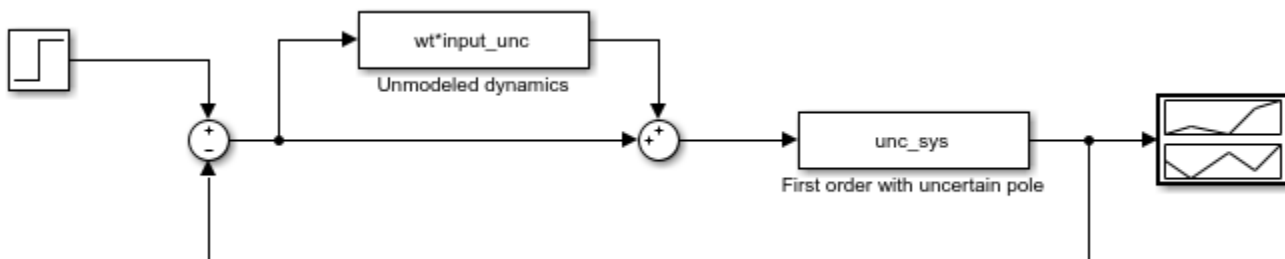 wt*input_unc
Unmodeled dynamics
+
−
+
+
unc_sys
First order with uncertain pole